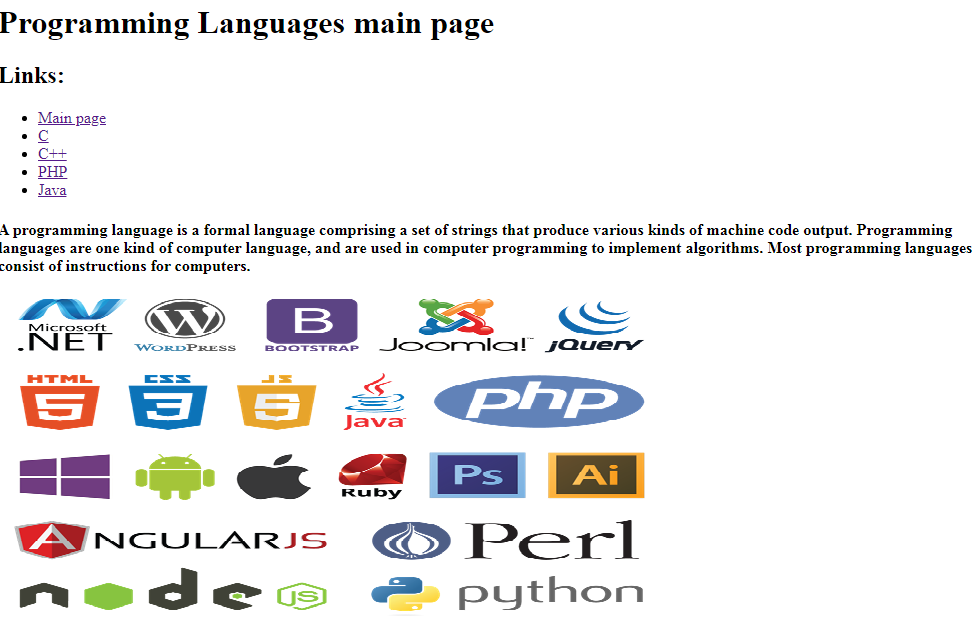 Programming Languages main page
Links:
Main page
C
C++
PHP
Java
A programming language is a formal language comprising a set of strings that produce various kinds of machine code output. Programming
languages are one kind of computer language, and are used in computer programming to implement algorithms. Most programming languages
consist of instructions for computers.
Microsoft
.NET
W
WORDPRESS
B
BOOTSTRAP
Joomla!™
jQuery
HTML
5
CSS
3
JS
5
Java™
php
Ruby
Ps
Ai
ANGULARJS
Perl
node
JS
python